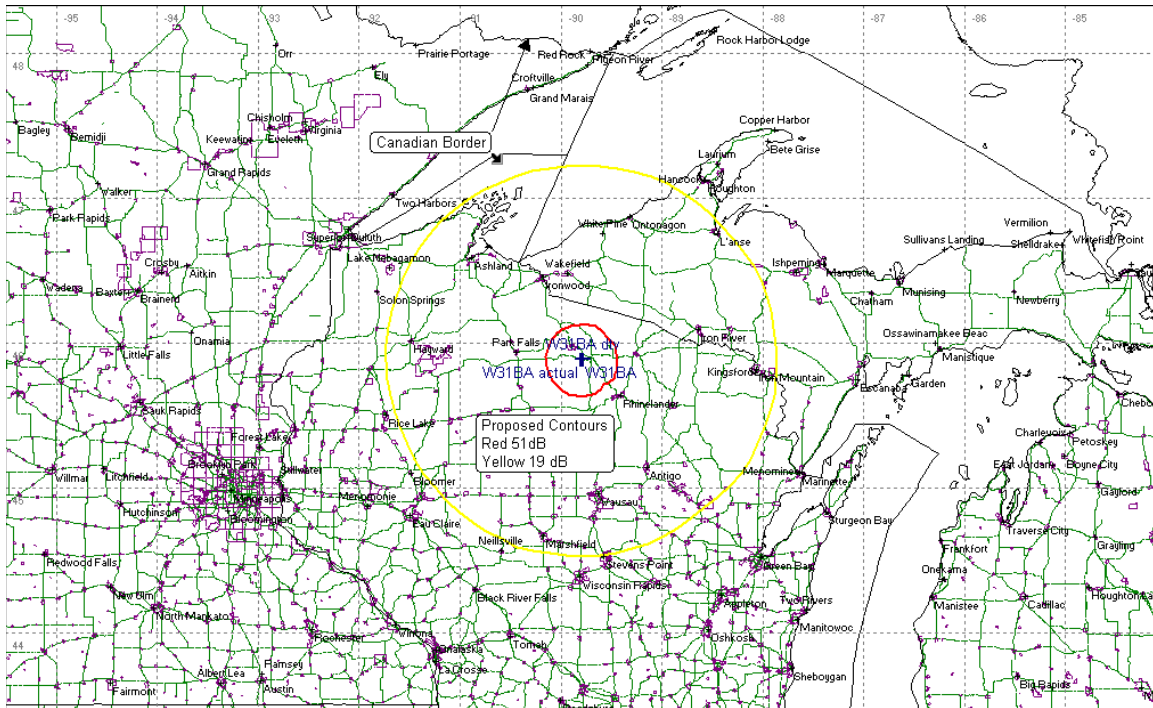 -95 -94 -93 -92 -91 -90 -89 -88 -87 -86 -85
Orr
Prairie Portage
Red Rock
Pigeon River
Rock Harbor Lodge
48
Ely
Croftville
Grand Marais
Bagley
Bemidji
Chisholm
Virginia
Keewatin
Eveleth
Copper Harbor
Canadian Border
Bete Grise
Laurium
Grand Rapids
Hancock
Houghton
Walker
47
Two Harbors
Park Rapids
White Pine
Ontonagon
Vermilion
L'anse
Superior
Duluth
Sullivans Landing
Shelldrake
Whitefish Point
Crosby
Aitkin
Lake Nebagamon
Ashland
Wakefield
Ishpeming
Marquette
Wadena
Baxter
Brainerd
Ironwood
Munising
Solon Springs
Chatham
Newberry
Onamia
Ossawinamakee Beac
Little Falls
Hayward
Park Falls
W31BA dty
Iron River
Manistique
W31BA actual W31BA
Kingsford
Iron Mountain
Escanaba
Garden
Rhinelander
Sauk Rapids
Rice Lake
Proposed Contours
Red 51dB
Yellow 19 dB
Forest Lake
Charlevoix
Petoskey
Brooklyn Park
Stillwater
East Jordan
Boyne City
Willmar
Litchfield
Bloomer
Antigo
Menominee
Marinette
Gaylord
Menomonie
Minneapolis
Wausau
Hutchinson
Bloomington
Eau Claire
Sturgeon Bay
Traverse City
Neillsville
Marshfield
Frankfort
Grayling
Redwood Falls
Stevens Point
Green Bay
Onekama
Wisconsin Rapids
New Ulm
Black River Falls
Appleton
Two Rivers
Manistee
Cadillac
Houghton La
North Mankato
Manitowoc
Rochester
Winona
Oshkosh
44
Tomah
Onalaska
La Crosse
Ramsey
Albert Lea
Sheboygan
Fairmont
Austin
Big Rapids